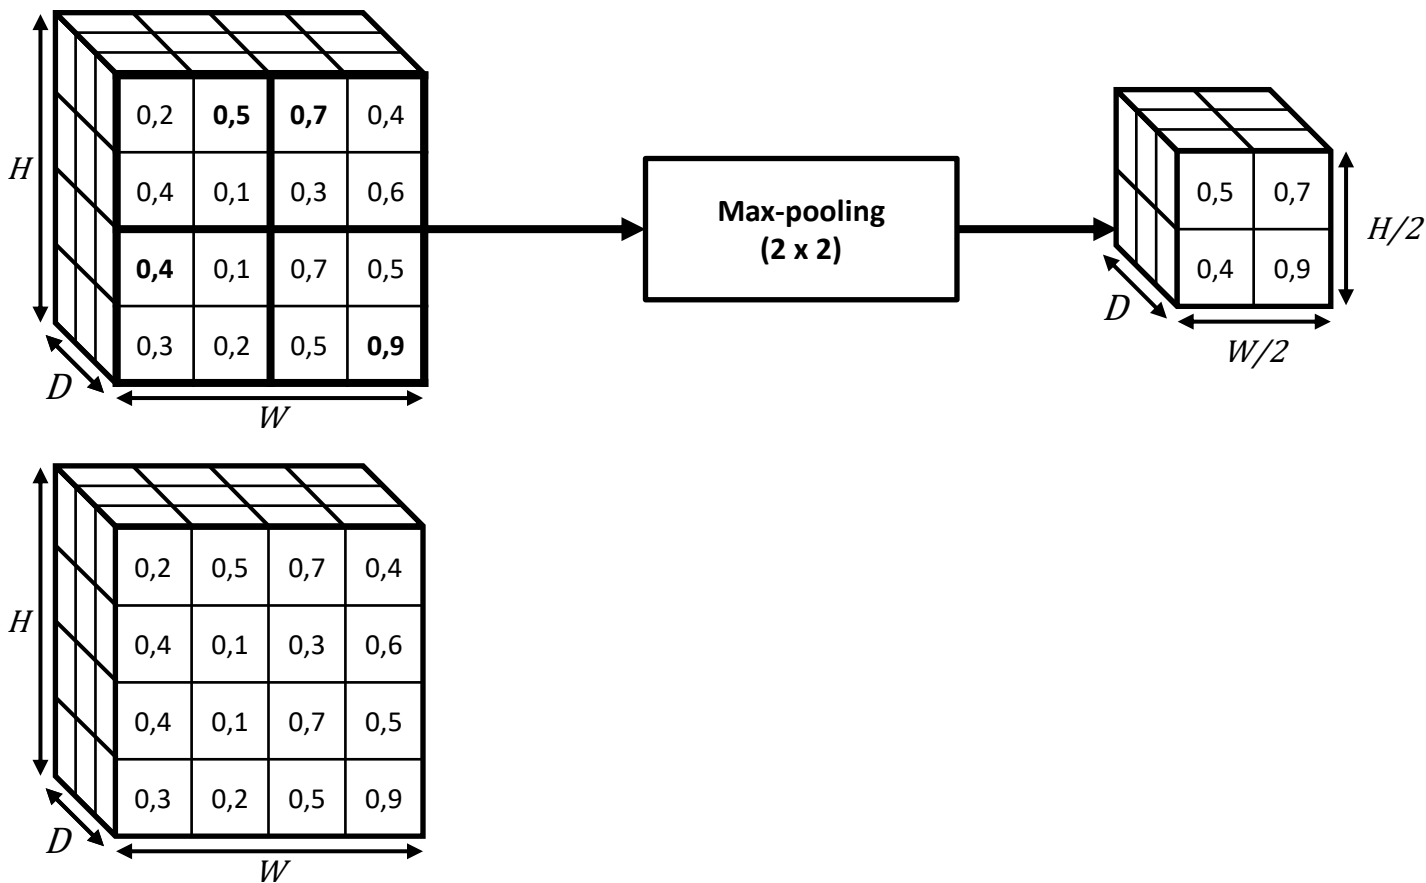 0,2 0,5 0,7 0,4
H 0,4 0,1 0,3 0,6
0,4 0,1 0,7 0,5
0,3 0,2 0,5 0,9
D
W
Max-pooling
(2 x 2)
0,5 0,7
H/2
0,4 0,9
D
W/2
0,2 0,5 0,7 0,4
H 0,4 0,1 0,3 0,6
0,4 0,1 0,7 0,5
0,3 0,2 0,5 0,9
D
W